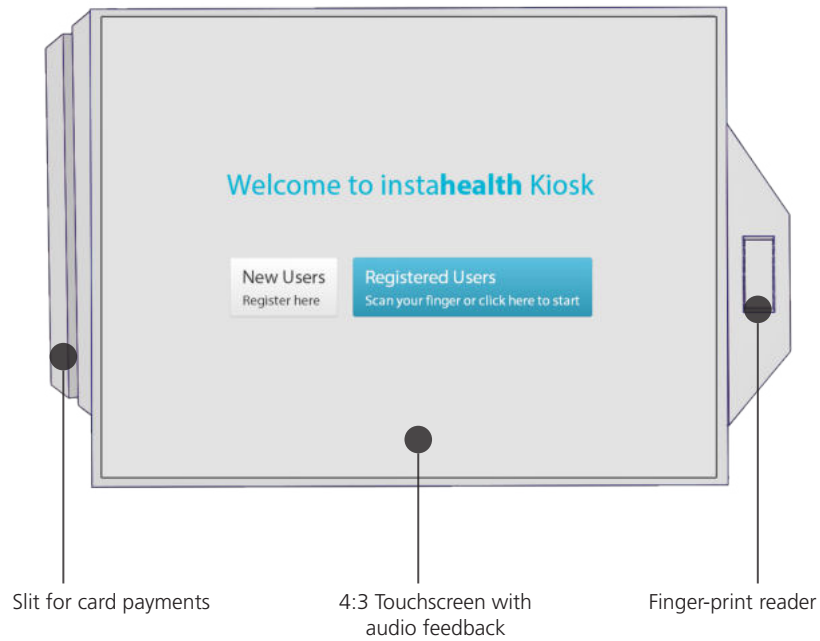 Welcome to instahealth Kiosk
New Users
Register here
Registered Users
Scan your finger or click here to start
Slit for card payments
4:3 Touchscreen with
audio feedback
Finger-print reader